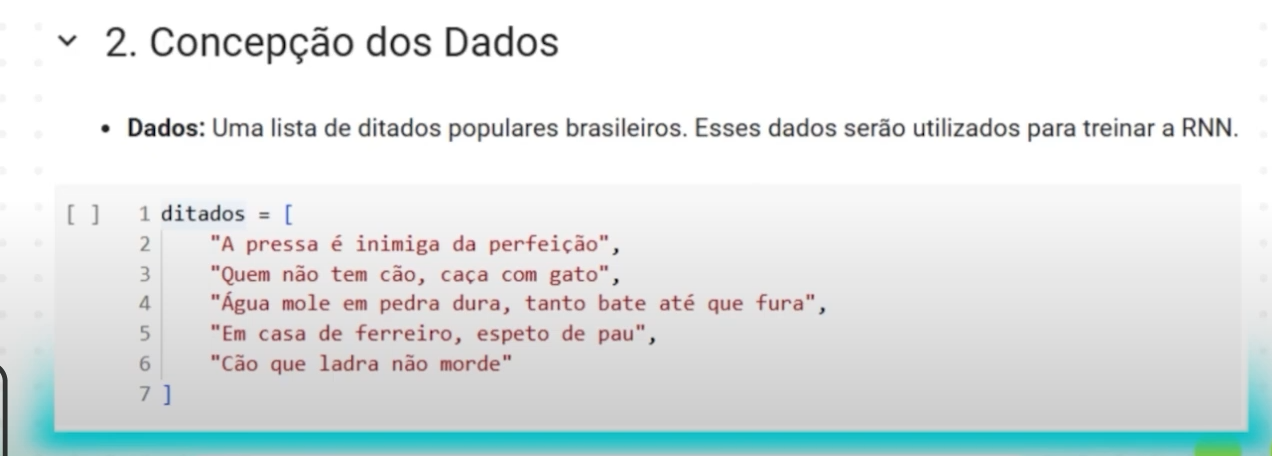 2. Concepção dos Dados
• Dados: Uma lista de ditados populares brasileiros. Esses dados serão utilizados para treinar a RNN.
[ ] 1 ditados = [
2 "A pressa é inimiga da perfeição",
3 "Quem não tem cão, caça com gato",
4 "Água mole em pedra dura, tanto bate até que fura",
5 "Em casa de ferreiro, espeto de pau",
6 "Cão que ladra não morde"
7 ]